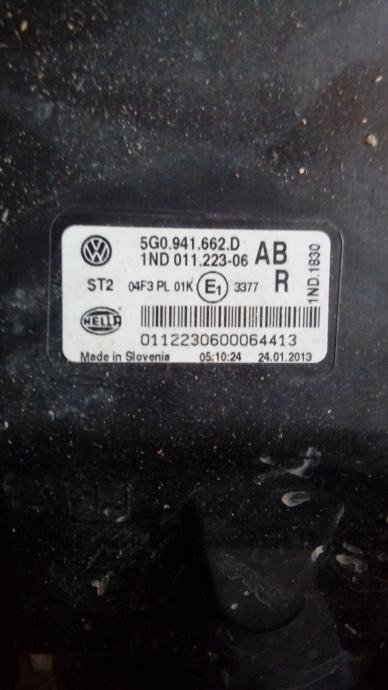 5G0.941.662.D
1ND 011.223-06 AB
ST2 04F3 PL 01K E1 3377 R
1ND.1830
HELLA
0112230600064413
Made in Slovenia 05:10:24 24.01.2013